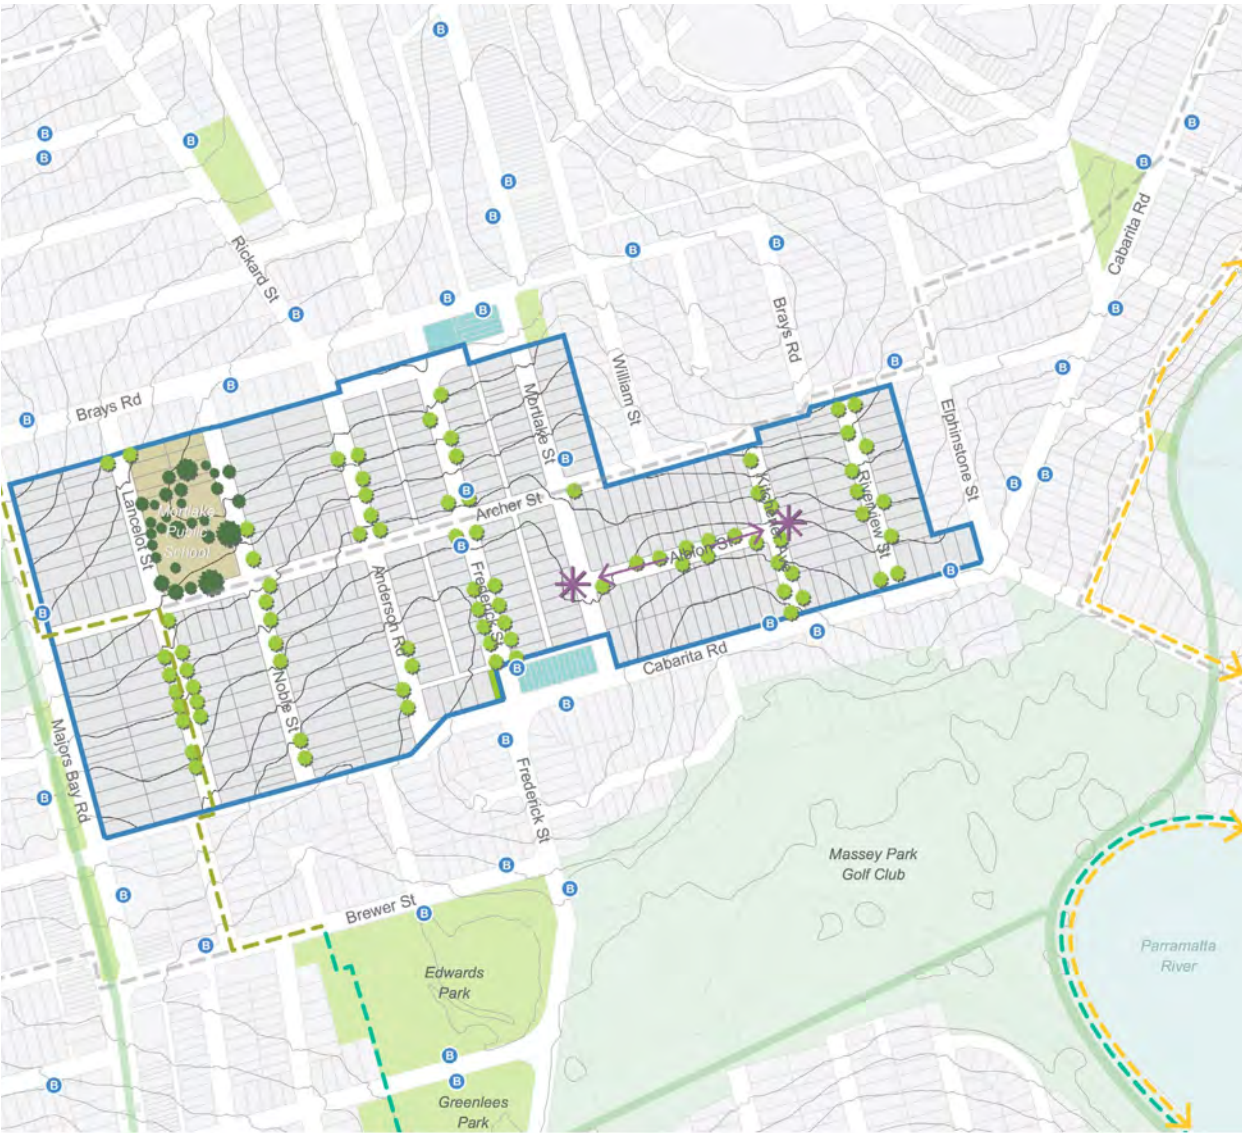 B
B
B
B
B
B
B
B
B
B
B
Rickard St
Cabarita Rd
B
B
B
B
Brays Rd
B
B
B
B
Brays Rd
William St
Mortlake St
Elphinstone St
B
B
B
B
Archer St
Lancelot St
Mortlake
Public
School
Riverview St
Albion St
B
Anderson Rd
Frederick St
B
B
B
B
B
Cabarita Rd
Noble St
B
B
Majors Bay Rd
Frederick St
B
Massey Park
Golf Club
B
B
B
B
Brewer St
B
Parramatta
River
Edwards
Park
B
B
B
Greenlees
Park